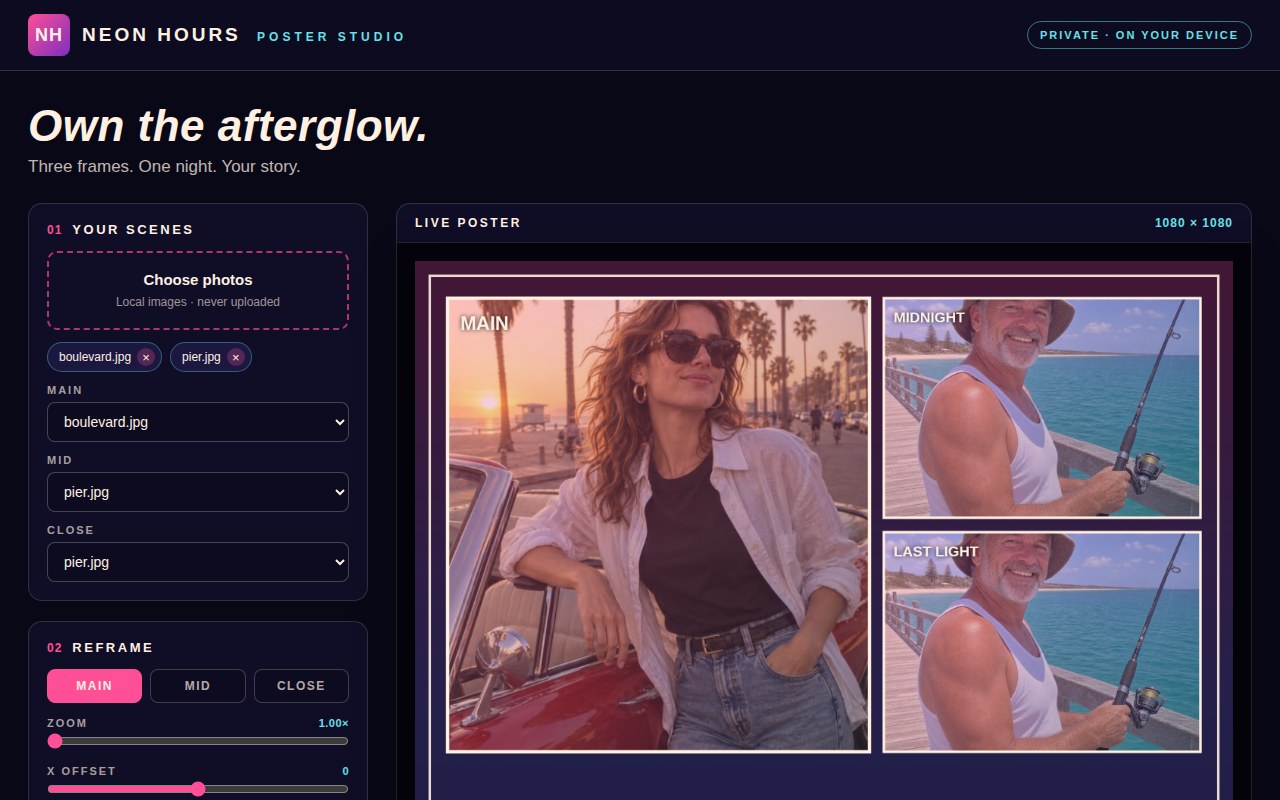 NH NEON HOURS POSTER STUDIO PRIVATE · ON YOUR DEVICE
Own the afterglow.
Three frames. One night. Your story.
01 YOUR SCENES
Choose photos
Local images · never uploaded
boulevard.jpg × pier.jpg ×
MAIN
boulevard.jpg
MID
pier.jpg
CLOSE
pier.jpg
02 REFRAME
MAIN MID CLOSE
ZOOM 1.00×
X OFFSET 0
LIVE POSTER 1080 × 1080
MAIN
MIDNIGHT
LAST LIGHT